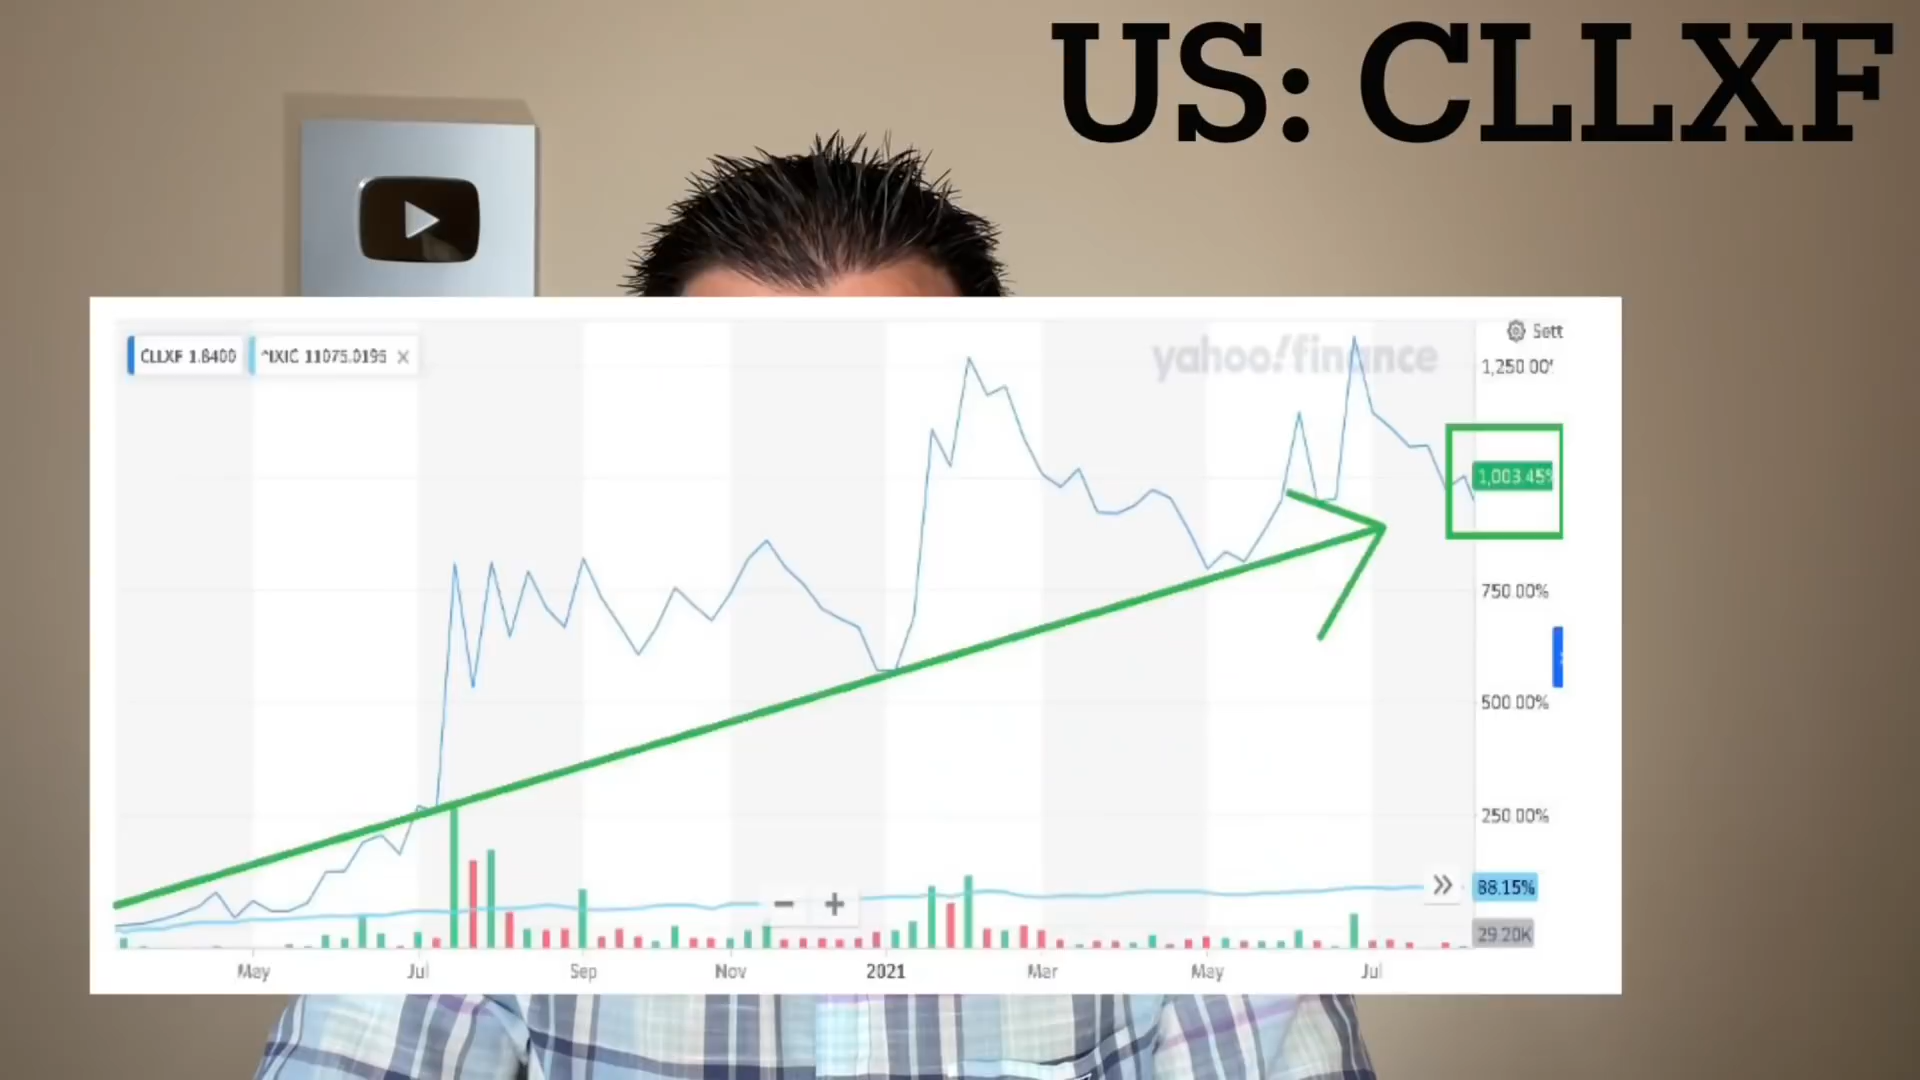 US: CLLXF
CLLXF 1.8400
^IXIC 11075.0195
yahoo!finance
Sett
1,250.00
1,003.45%
750.00%
500.00%
250.00%
88.15%
29.20K
May
Jul
Sep
Nov
2021
Mar
May
Jul